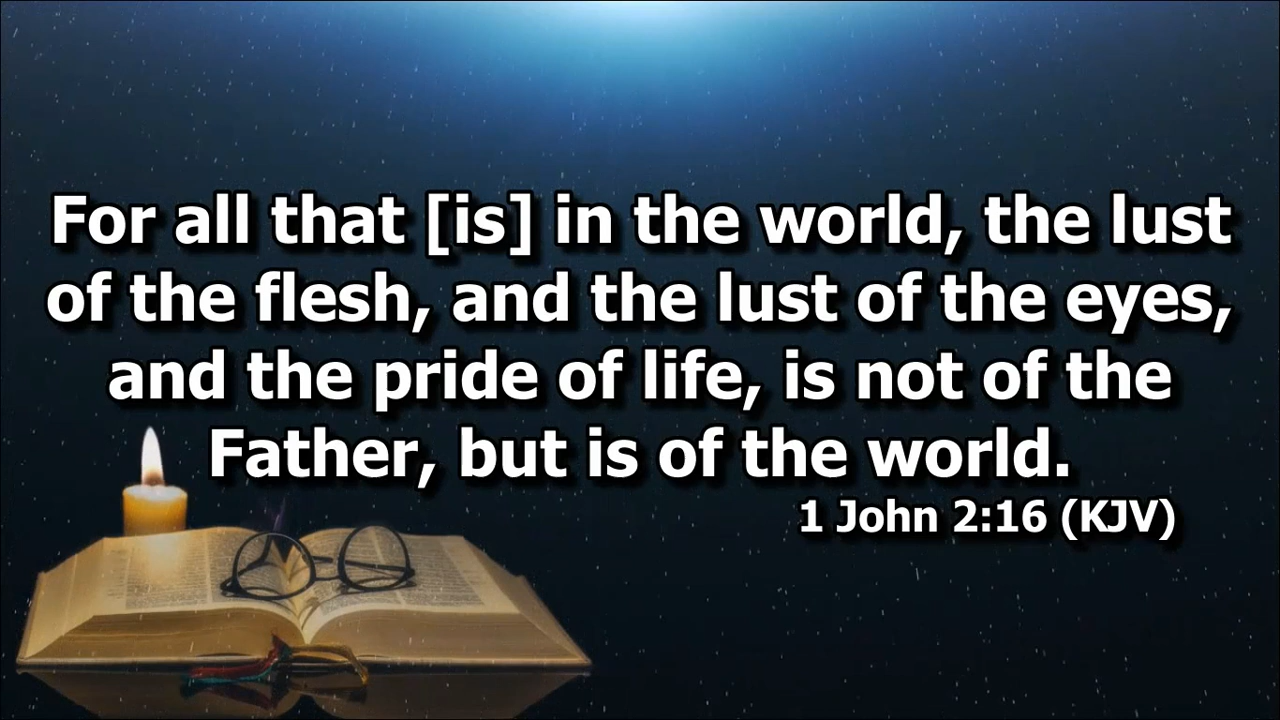 For all that [is] in the world, the lust
of the flesh, and the lust of the eyes,
and the pride of life, is not of the
Father, but is of the world.
1 John 2:16 (KJV)